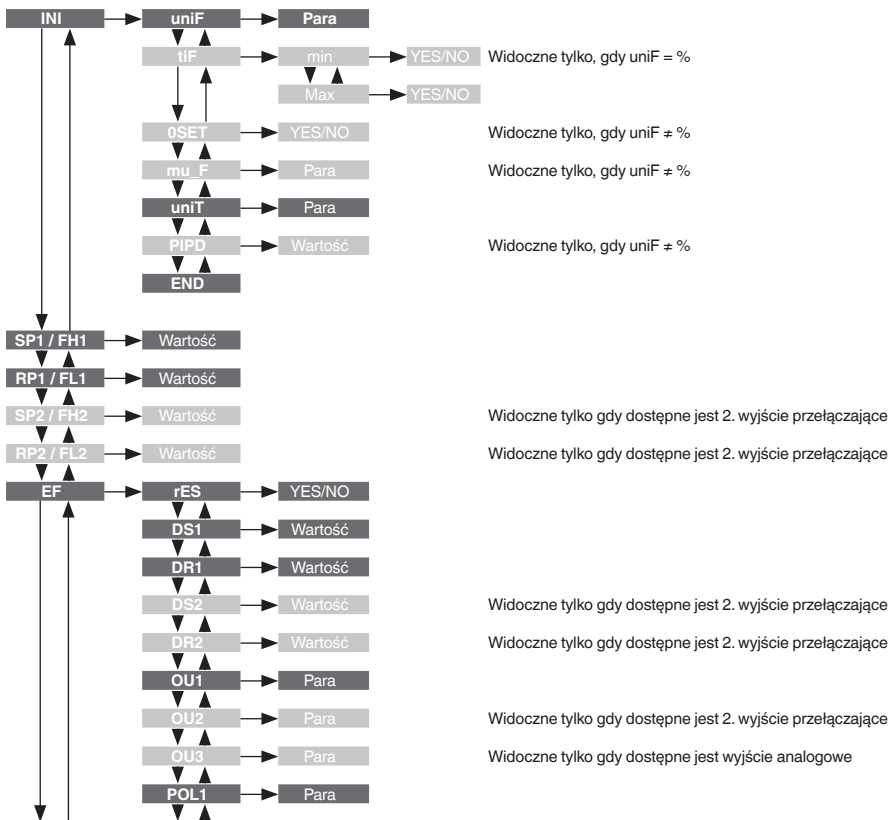 INI uniF Para
tiF min YES/NO Widoczne tylko, gdy uniF = %
Max YES/NO
0SET YES/NO Widoczne tylko, gdy uniF ≠ %
mu_F Para Widoczne tylko, gdy uniF ≠ %
uniT Para
PIPD Wartość Widoczne tylko, gdy uniF ≠ %
END
SP1 / FH1 Wartość
RP1 / FL1 Wartość
SP2 / FH2 Wartość Widoczne tylko gdy dostępne jest 2. wyjście przełączające
RP2 / FL2 Wartość Widoczne tylko gdy dostępne jest 2. wyjście przełączające
EF rES YES/NO
DS1 Wartość
DR1 Wartość
DS2 Wartość Widoczne tylko gdy dostępne jest 2. wyjście przełączające
DR2 Wartość Widoczne tylko gdy dostępne jest 2. wyjście przełączające
OU1 Para
OU2 Para Widoczne tylko gdy dostępne jest 2. wyjście przełączające
OU3 Para Widoczne tylko gdy dostępne jest wyjście analogowe
POL1 Para